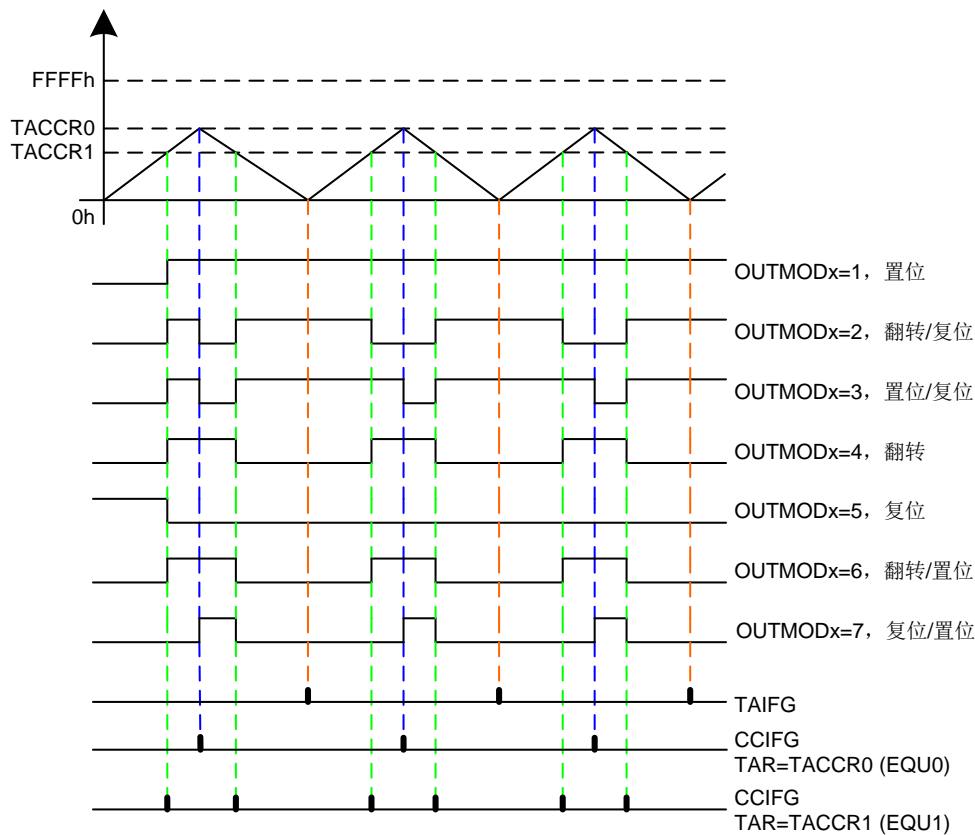 FFFFh
TACCR0
TACCR1
0h
OUTMODx=1，置位
OUTMODx=2，翻转/复位
OUTMODx=3，置位/复位
OUTMODx=4，翻转
OUTMODx=5，复位
OUTMODx=6，翻转/置位
OUTMODx=7，复位/置位
TAIFG
CCIFG
TAR=TACCR0 (EQU0)
CCIFG
TAR=TACCR1 (EQU1)